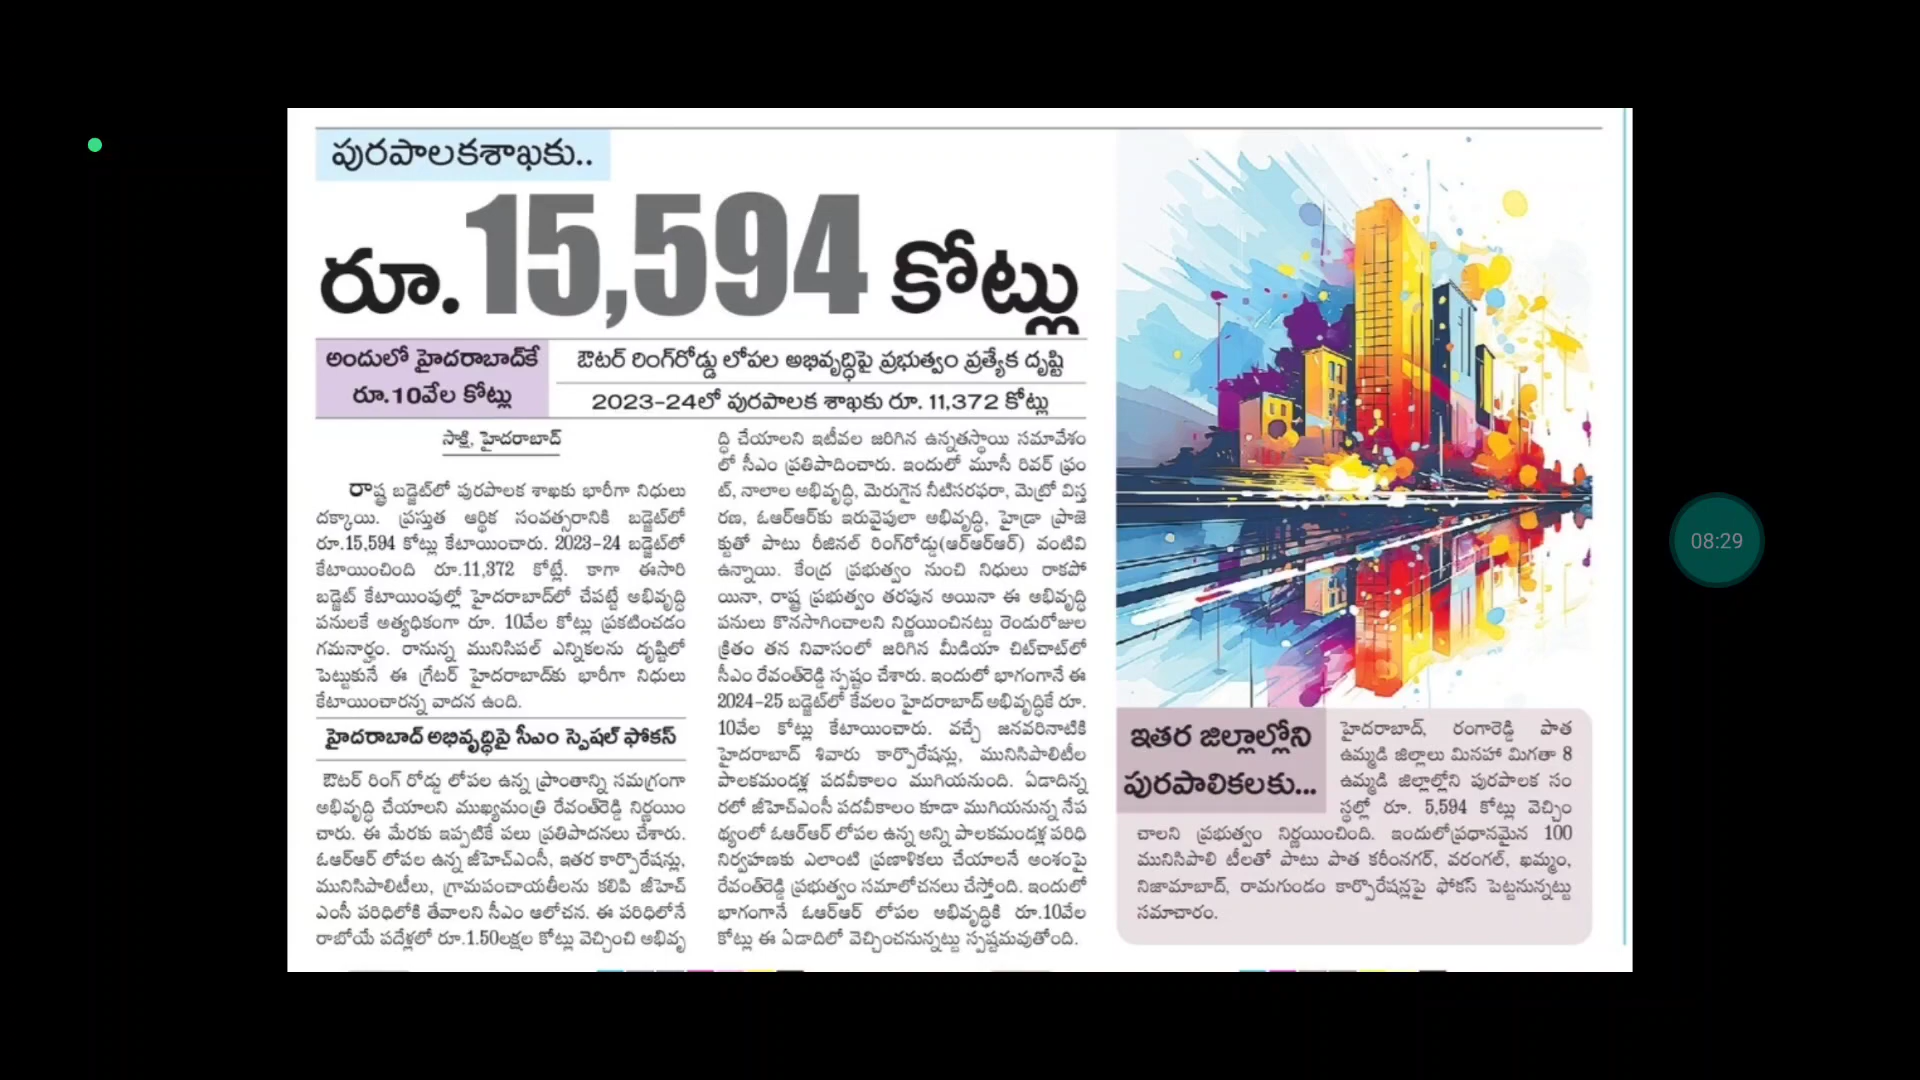 పురపాలకశాఖకు..
రూ.15,594 కోట్లు
అందులో హైదరాబాద్‌కే
రూ.10వేల కోట్లు
ఔటర్ రింగ్‌రోడ్డు లోపల అభివృద్ధిపై ప్రభుత్వం ప్రత్యేక దృష్టి
2023-24లో పురపాలక శాఖకు రూ. 11,372 కోట్లు
సాక్షి, హైదరాబాద్
రాష్ట్ర బడ్జెట్‌లో పురపాలక శాఖకు భారీగా నిధులు
దక్కాయి. ప్రస్తుత ఆర్థిక సంవత్సరానికి బడ్జెట్‌లో
రూ.15,594 కోట్లు కేటాయించారు. 2023-24 బడ్జెట్‌లో
కేటాయించింది రూ.11,372 కోట్లే. కాగా ఈసారి
బడ్జెట్ కేటాయింపుల్లో హైదరాబాద్‌లో చేపట్టే అభివృద్ధి
పనులకే అత్యధికంగా రూ. 10వేల కోట్లు ప్రకటించడం
గమనార్హం. రానున్న మునిసిపల్ ఎన్నికలను దృష్టిలో
పెట్టుకునే ఈ గ్రేటర్ హైదరాబాద్‌కు భారీగా నిధులు
కేటాయించారన్న వాదన ఉంది.
హైదరాబాద్ అభివృద్ధిపై సీఎం స్పెషల్ ఫోకస్
ఔటర్ రింగ్ రోడ్డు లోపల ఉన్న ప్రాంతాన్ని సమగ్రంగా
అభివృద్ధి చేయాలని ముఖ్యమంత్రి రేవంత్‌రెడ్డి నిర్ణయిం
చారు. ఈ మేరకు ఇప్పటికే పలు ప్రతిపాదనలు చేశారు.
ఓఆర్ఆర్ లోపల ఉన్న జీహెచ్ఎంసీ, ఇతర కార్పొరేషన్లు,
మునిసిపాలిటీలు, గ్రామపంచాయతీలను కలిపి జీహెచ్
ఎంసీ పరిధిలోకి తేవాలని సీఎం ఆలోచన. ఈ పరిధిలోనే
రాబోయే పదేళ్లలో రూ.1.50లక్షల కోట్లు వెచ్చించి అభివృ
ద్ధి చేయాలని ఇటీవల జరిగిన ఉన్నతస్థాయి సమావేశం
లో సీఎం ప్రతిపాదించారు. ఇందులో మూసీ రివర్ ఫ్రం
ట్, నాలాల అభివృద్ధి, మెరుగైన నీటిసరఫరా, మెట్రో విస్త
రణ, ఓఆర్ఆర్‌కు ఇరువైపులా అభివృద్ధి, హైడ్రా ప్రాజె
క్టుతో పాటు రీజినల్ రింగ్‌రోడ్డు(ఆర్ఆర్ఆర్) వంటివి
ఉన్నాయి. కేంద్ర ప్రభుత్వం నుంచి నిధులు రాకపో
యినా, రాష్ట్ర ప్రభుత్వం తరపున అయినా ఈ అభివృద్ధి
పనులు కొనసాగించాలని నిర్ణయించినట్టు రెండురోజుల
క్రితం తన నివాసంలో జరిగిన మీడియా చిట్‌చాట్‌లో
సీఎం రేవంత్‌రెడ్డి స్పష్టం చేశారు. ఇందులో భాగంగానే ఈ
2024-25 బడ్జెట్‌లో కేవలం హైదరాబాద్ అభివృద్ధికే రూ.
10వేల కోట్లు కేటాయించారు. వచ్చే జనవరినాటికి
హైదరాబాద్ శివారు కార్పొరేషన్లు, మునిసిపాలిటీల
పాలకమండళ్ల పదవీకాలం ముగియనుంది. ఏడాదిన్న
రలో జీహెచ్ఎంసీ పదవీకాలం కూడా ముగియనున్న నేప
థ్యంలో ఓఆర్ఆర్ లోపల ఉన్న అన్ని పాలకమండళ్ల పరిధి
నిర్వహణకు ఎలాంటి ప్రణాళికలు చేయాలనే అంశంపై
రేవంత్‌రెడ్డి ప్రభుత్వం సమాలోచనలు చేస్తోంది. ఇందులో
భాగంగానే ఓఆర్ఆర్ లోపల అభివృద్ధికి రూ.10వేల
కోట్లు ఈ ఏడాదిలో వెచ్చించనున్నట్టు స్పష్టమవుతోంది.
ఇతర జిల్లాల్లోని
పురపాలికలకు...
హైదరాబాద్, రంగారెడ్డి పాత
ఉమ్మడి జిల్లాలు మినహా మిగతా 8
ఉమ్మడి జిల్లాల్లోని పురపాలక సం
స్థల్లో రూ. 5,594 కోట్లు వెచ్చిం
చాలని ప్రభుత్వం నిర్ణయించింది. ఇందులోప్రధానమైన 100
మునిసిపాలి టీలతో పాటు పాత కరీంనగర్, వరంగల్, ఖమ్మం,
నిజామాబాద్, రామగుండం కార్పొరేషన్లపై ఫోకస్ పెట్టనున్నట్టు
సమాచారం.
08:29